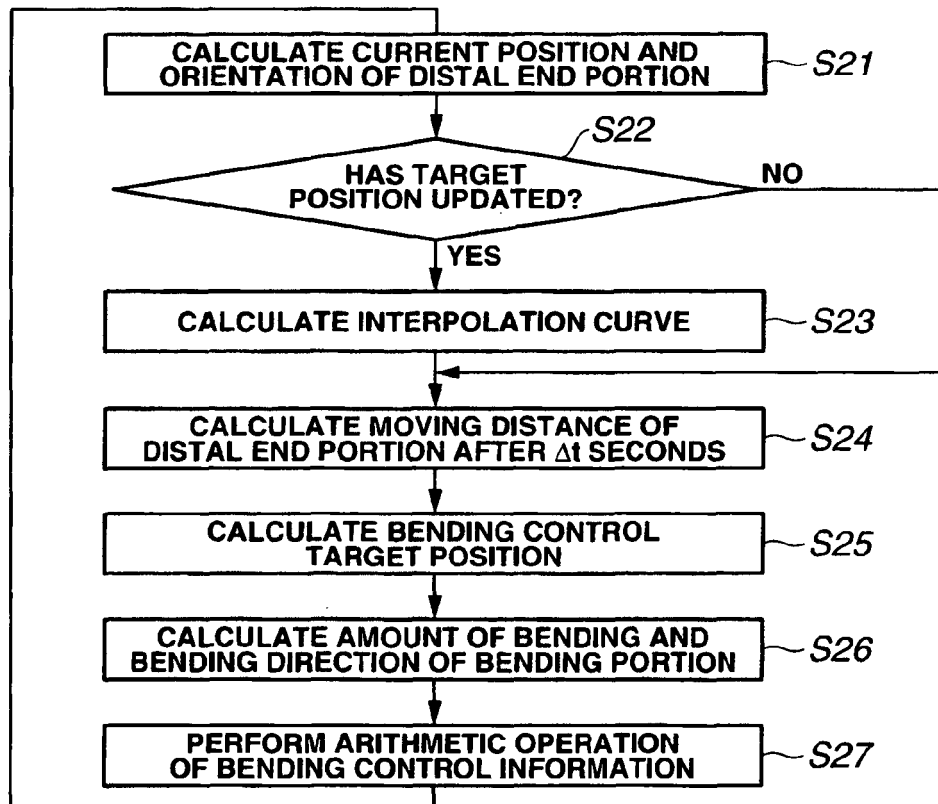 CALCULATE CURRENT POSITION AND
ORIENTATION OF DISTAL END PORTION
S21
S22
HAS TARGET
POSITION UPDATED?
NO
YES
CALCULATE INTERPOLATION CURVE
S23
CALCULATE MOVING DISTANCE OF
DISTAL END PORTION AFTER Δt SECONDS
S24
CALCULATE BENDING CONTROL
TARGET POSITION
S25
CALCULATE AMOUNT OF BENDING AND
BENDING DIRECTION OF BENDING PORTION
S26
PERFORM ARITHMETIC OPERATION
OF BENDING CONTROL INFORMATION
S27